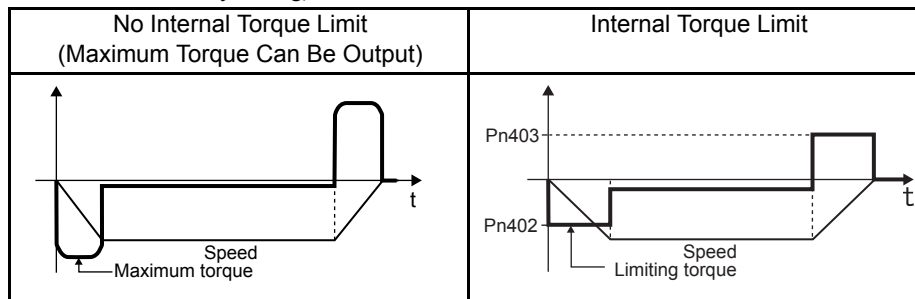 No Internal Torque Limit
(Maximum Torque Can Be Output)
Internal Torque Limit
t
Speed
Maximum torque
Pn403
Pn402
t
Speed
Limiting torque